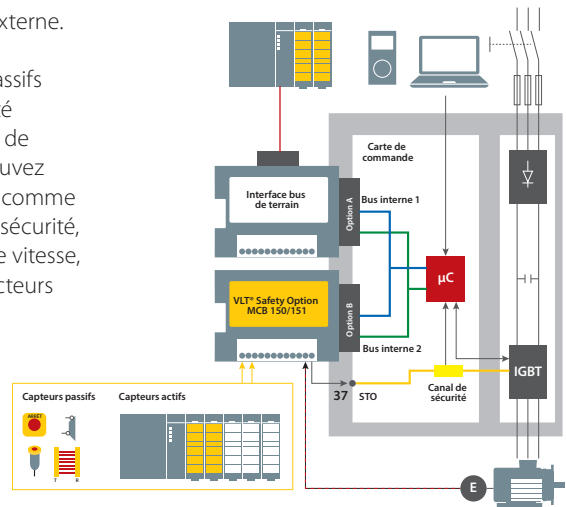 xterne.
assifs
té
de
uvez
comme
sécurité,
e vitesse,
cteurs
Carte de
commande
Interface bus
de terrain
Option A
Bus interne 1
µC
VLT® Safety Option
MCB 150/151
Option B
Bus interne 2
IGBT
37
STO
Canal de
sécurité
Capteurs passifs
Capteurs actifs
ARRÊT
T
R
E